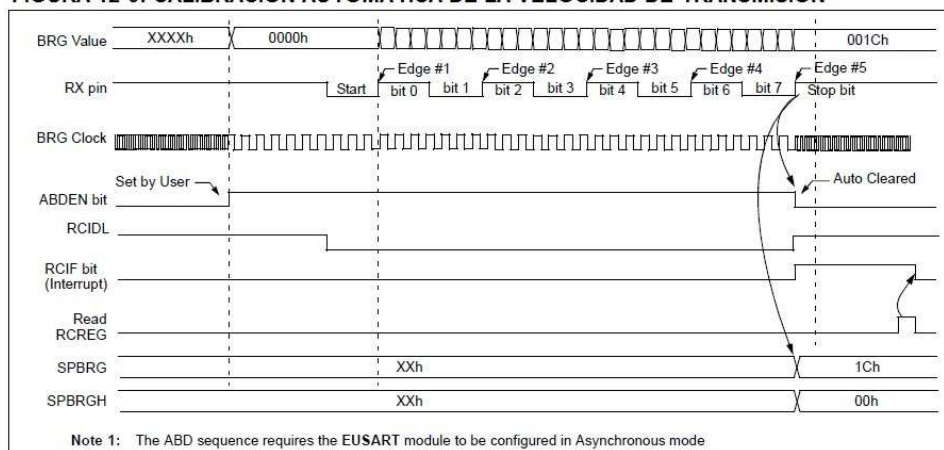 FIGURA 12-6: CALIBRACIÓN AUTOMÁTICA DE LA VELOCIDAD DE TRANSMISIÓN
BRG Value XXXXh 0000h 001Ch
Edge #1 Edge #2 Edge #3 Edge #4 Edge #5
RX pin Start bit 0 bit 1 bit 2 bit 3 bit 4 bit 5 bit 6 bit 7 Stop bit
BRG Clock
Set by User Auto Cleared
ABDEN bit
RCIDL
RCIF bit
(Interrupt)
Read
RCREG
SPBRG XXh 1Ch
SPBRGH XXh 00h
Note 1: The ABD sequence requires the EUSART module to be configured in Asynchronous mode